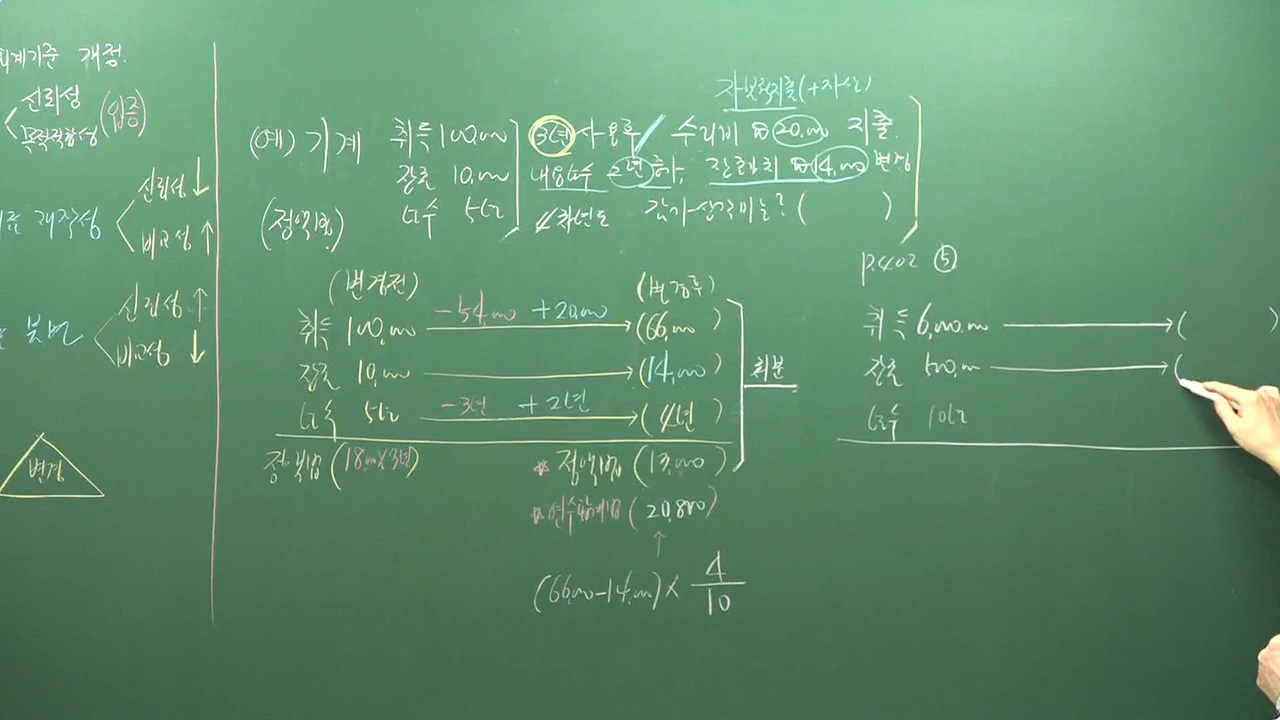 회계기준 개정.
신뢰성
목적적합성 (입증)
신뢰성 ↓
재작성
비교성 ↑
신뢰성 ↑
비교성 ↓
변경
자본적지출 (+자산)
(예) 기계 취득 100,000 3년 사용후 수리비 ₩20,000 지출.
잔존 10,000 내용연수 2년 증가, 잔존가치 ₩14,000 변경
(정액법) 내수 5년 4차년도 감가상각비는? ( )
p.402 ⑤
(변경전) (변경후)
취득 100,000 -54,000 +20,000 → (66,000)
잔존 10,000 → (14,000) 처분
내수 5년 -3년 +2년 → (4년)
정액법 (18,000×3년) * 정액법 (13,000)
* 연수합계법 (20,800)
↑
(66,000-14,000) × 4/10
취득 6,000,000 → ( )
잔존 500,000 → (
내수 10년